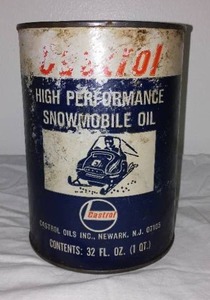 Castrol
HIGH PERFORMANCE
SNOWMOBILE OIL
Castrol
CASTROL OILS INC., NEWARK, N.J. 07105
CONTENTS: 32 FL. OZ. (1 QT.)